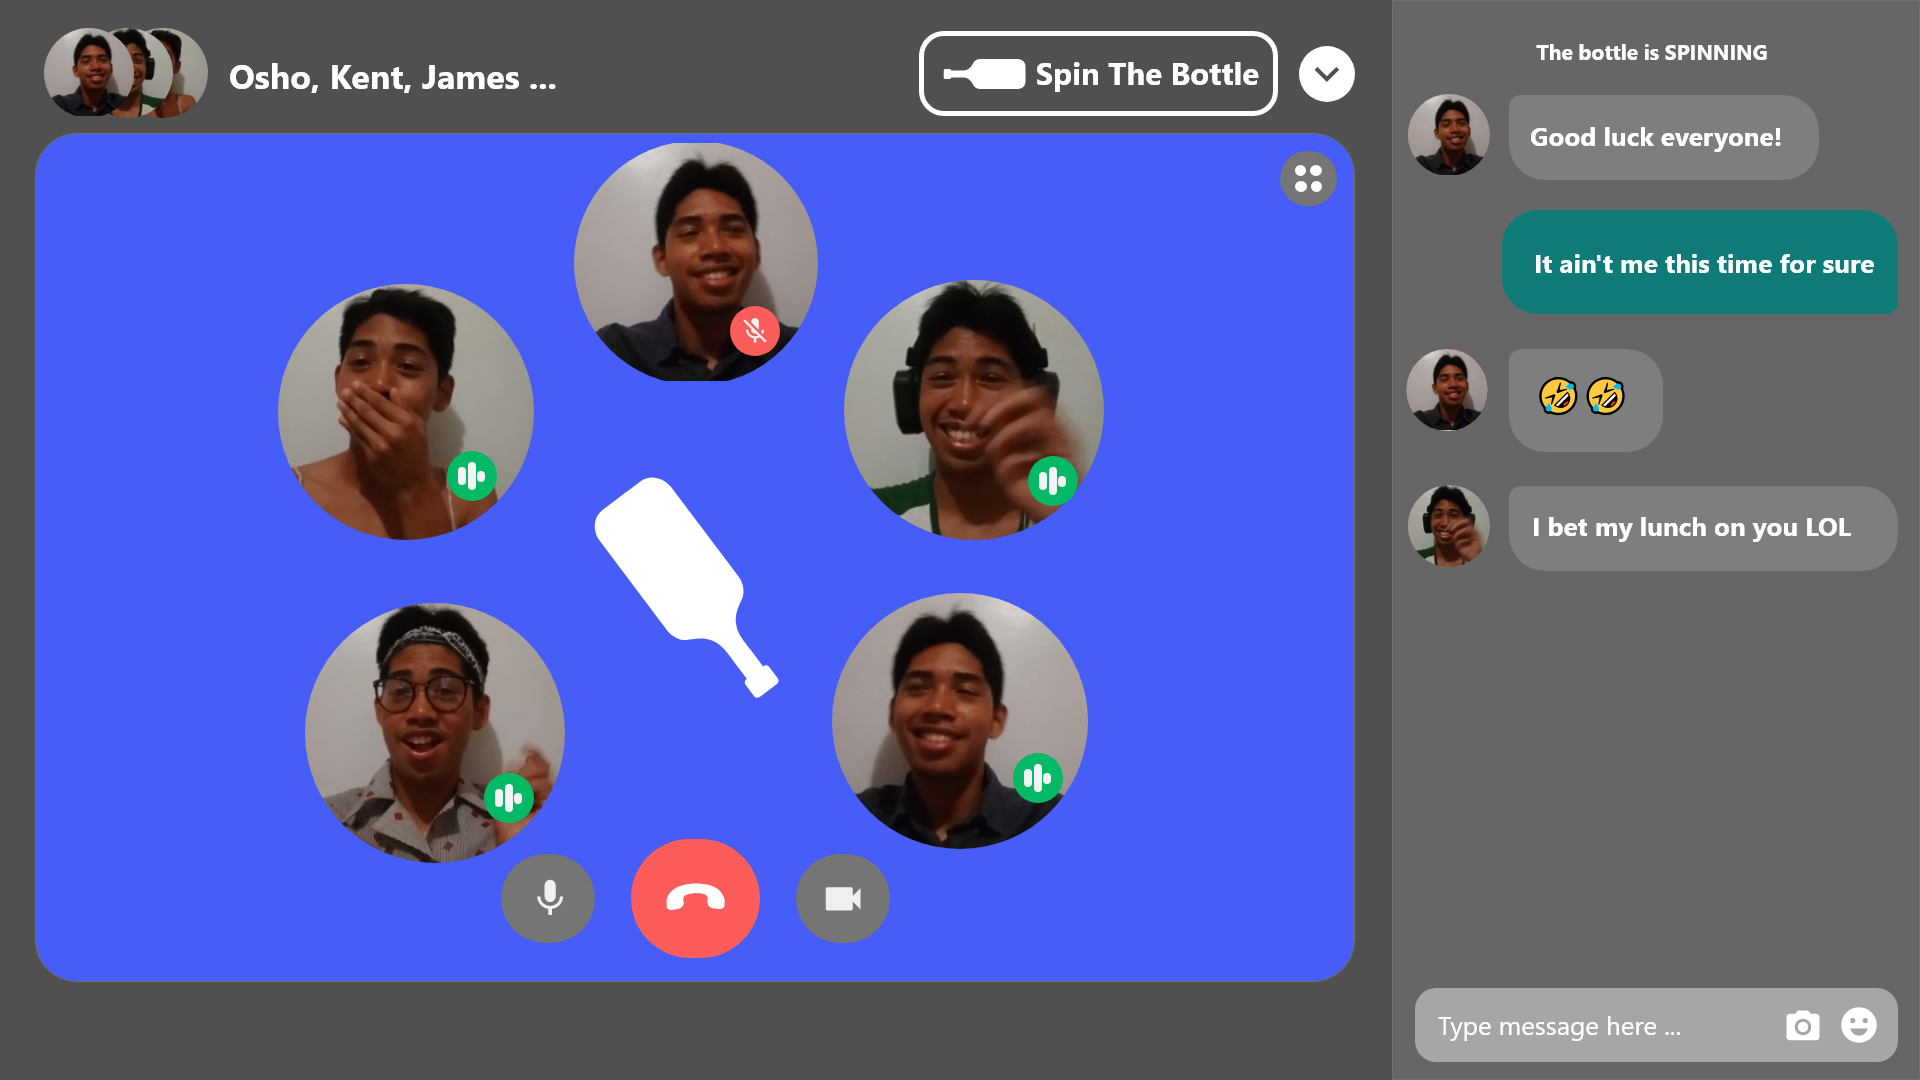 Osho, Kent, James ...
Spin The Bottle
The bottle is SPINNING
Good luck everyone!
It ain't me this time for sure
🤣🤣
I bet my lunch on you LOL
Type message here ...